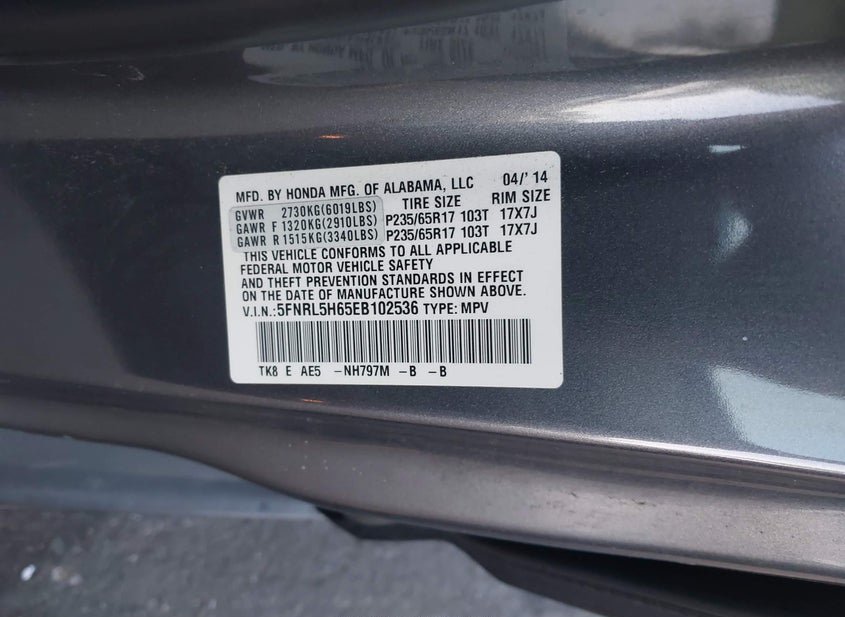 MFD. BY HONDA MFG. OF ALABAMA, LLC 04/'14
GVWR 2730KG(6019LBS) TIRE SIZE RIM SIZE
GAWR F 1320KG(2910LBS) P235/65R17 103T 17X7J
GAWR R 1515KG(3340LBS) P235/65R17 103T 17X7J
THIS VEHICLE CONFORMS TO ALL APPLICABLE
FEDERAL MOTOR VEHICLE SAFETY
AND THEFT PREVENTION STANDARDS IN EFFECT
ON THE DATE OF MANUFACTURE SHOWN ABOVE.
V.I.N.:5FNRL5H65EB102536 TYPE: MPV
TK8 E AE5 -NH797M -B -B